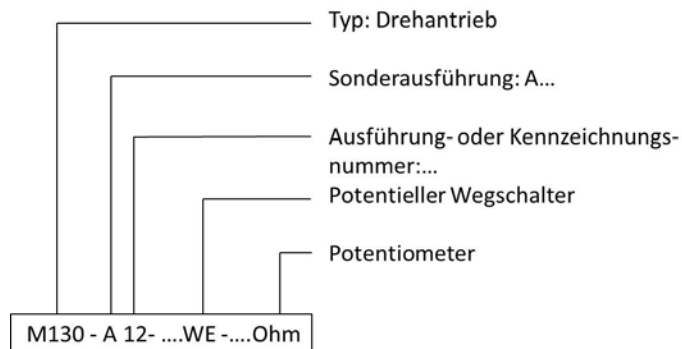 Typ: Drehantrieb
Sonderausführung: A...
Ausführung- oder Kennzeichnungs-
nummer:...
Potentieller Wegschalter
Potentiometer
M130 - A 12- ....WE -....Ohm